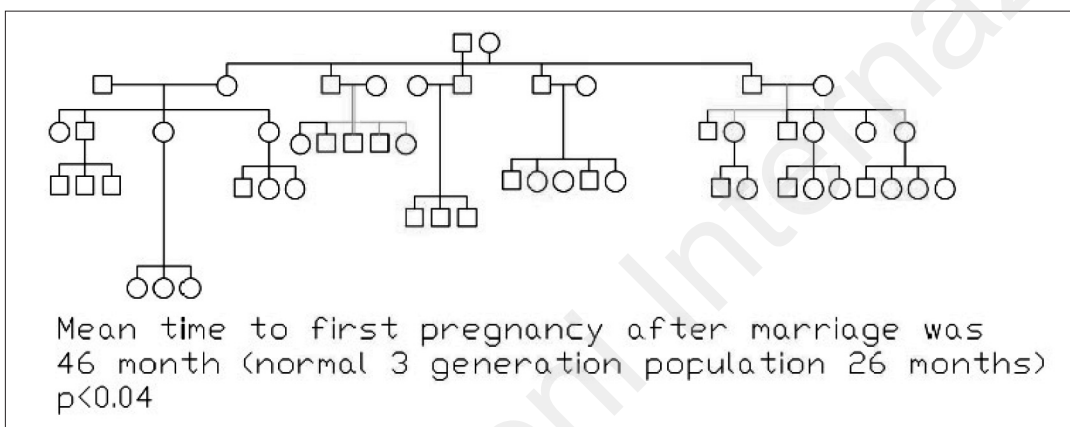 Mean time to first pregnancy after marriage was
46 month (normal 3 generation population 26 months)
p<0.04